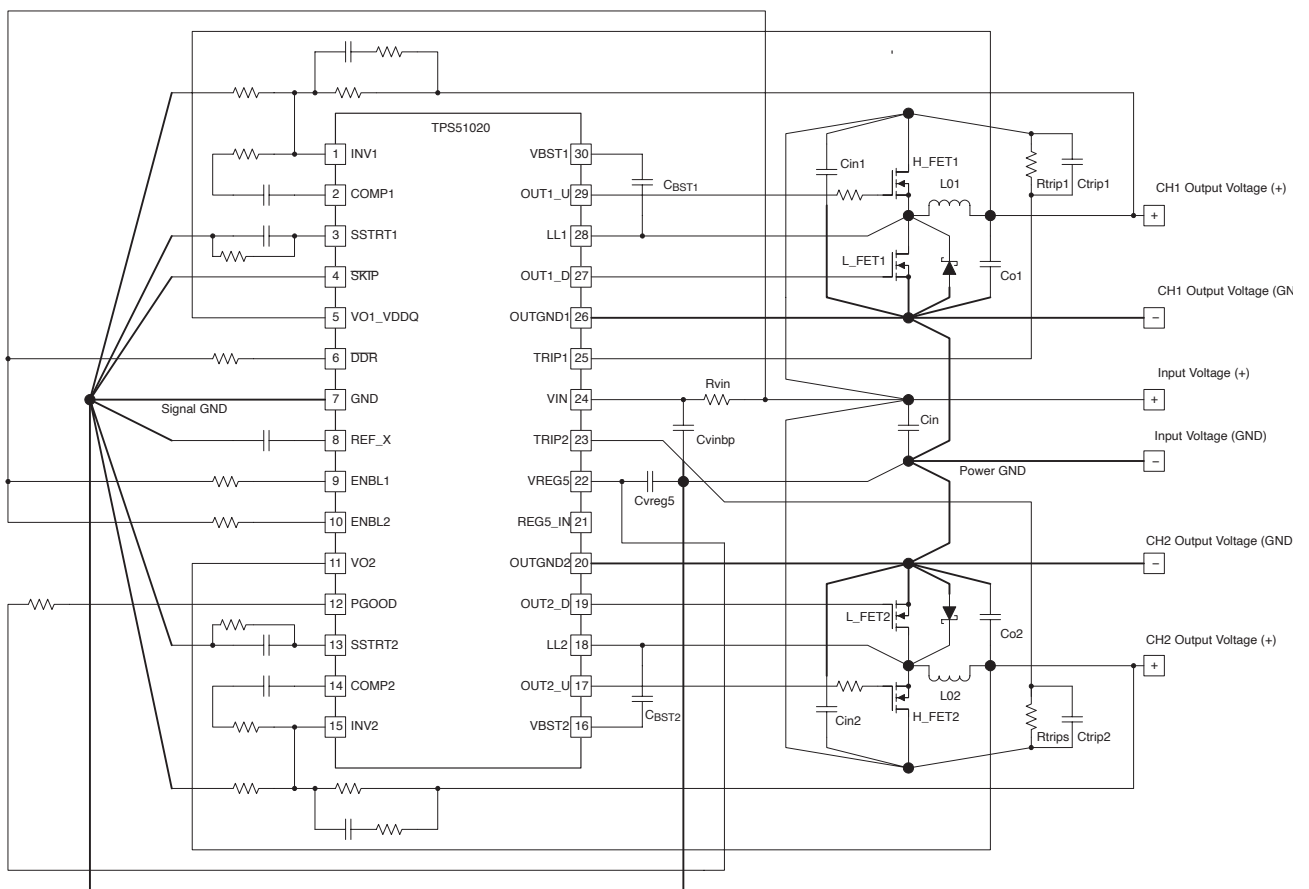 TPS51020
1 INV1
2 COMP1
3 SSTRT1
4 SKIP
5 VO1_VDDQ
6 DDR
7 GND
8 REF_X
9 ENBL1
10 ENBL2
11 VO2
12 PGOOD
13 SSTRT2
14 COMP2
15 INV2
Signal GND
VBST1 30
OUT1_U 29
LL1 28
OUT1_D 27
OUTGND1 26
TRIP1 25
VIN 24
TRIP2 23
VREG5 22
REG5_IN 21
OUTGND2 20
OUT2_D 19
LL2 18
OUT2_U 17
VBST2 16
CBST1
Cin1
H_FET1
L01
Rtrip1
Ctrip1
L_FET1
Co1
Rvin
Cvinbp
Cin
Cvreg5
Power GND
L_FET2
Co2
L02
CBST2
Cin2
H_FET2
Rtrips
Ctrip2
CH1 Output Voltage (+)
+
CH1 Output Voltage (GN
−
Input Voltage (+)
+
Input Voltage (GND)
−
CH2 Output Voltage (GND
−
CH2 Output Voltage (+)
+